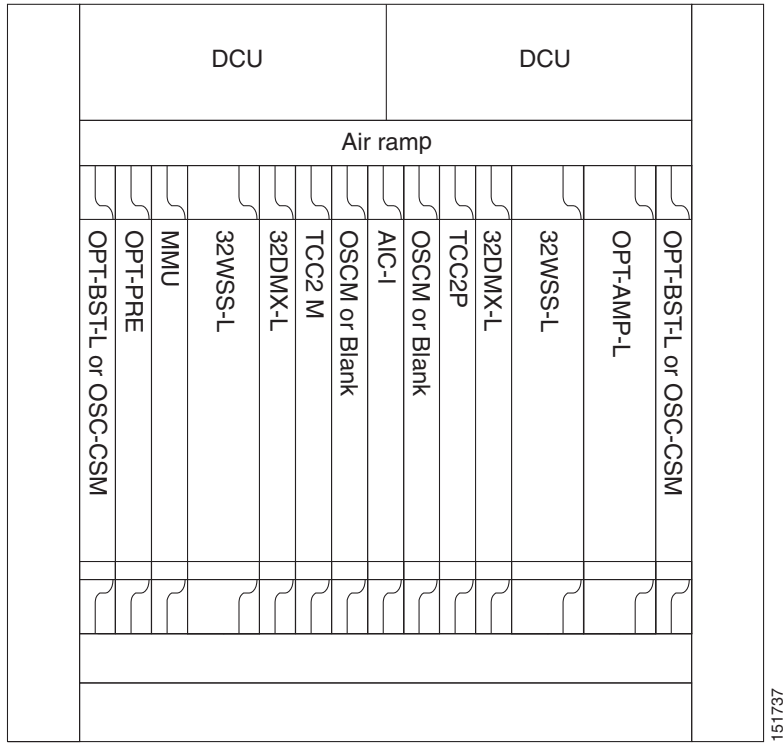 DCU
DCU
Air ramp
OPT-BST-L or OSC-CSM
OPT-PRE
MMU
32WSS-L
32DMX-L
TCC2 M
OSCM or Blank
AIC-I
OSCM or Blank
TCC2P
32DMX-L
32WSS-L
OPT-AMP-L
OPT-BST-L or OSC-CSM
151737